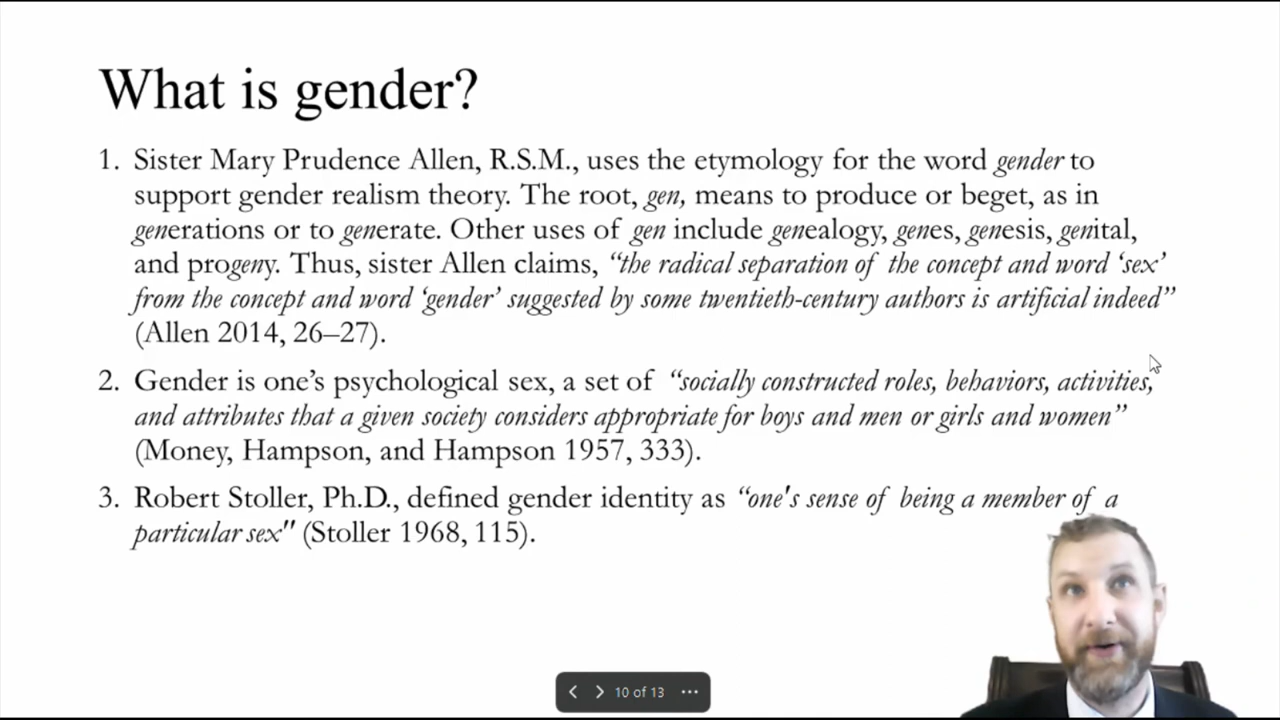 What is gender?
1. Sister Mary Prudence Allen, R.S.M., uses the etymology for the word gender to
support gender realism theory. The root, gen, means to produce or beget, as in
generations or to generate. Other uses of gen include genealogy, genes, genesis, genital,
and progeny. Thus, sister Allen claims, “the radical separation of the concept and word ‘sex’
from the concept and word ‘gender’ suggested by some twentieth-century authors is artificial indeed”
(Allen 2014, 26–27).
2. Gender is one’s psychological sex, a set of “socially constructed roles, behaviors, activities,
and attributes that a given society considers appropriate for boys and men or girls and women”
(Money, Hampson, and Hampson 1957, 333).
3. Robert Stoller, Ph.D., defined gender identity as “one's sense of being a member of a
particular sex" (Stoller 1968, 115).
10 of 13